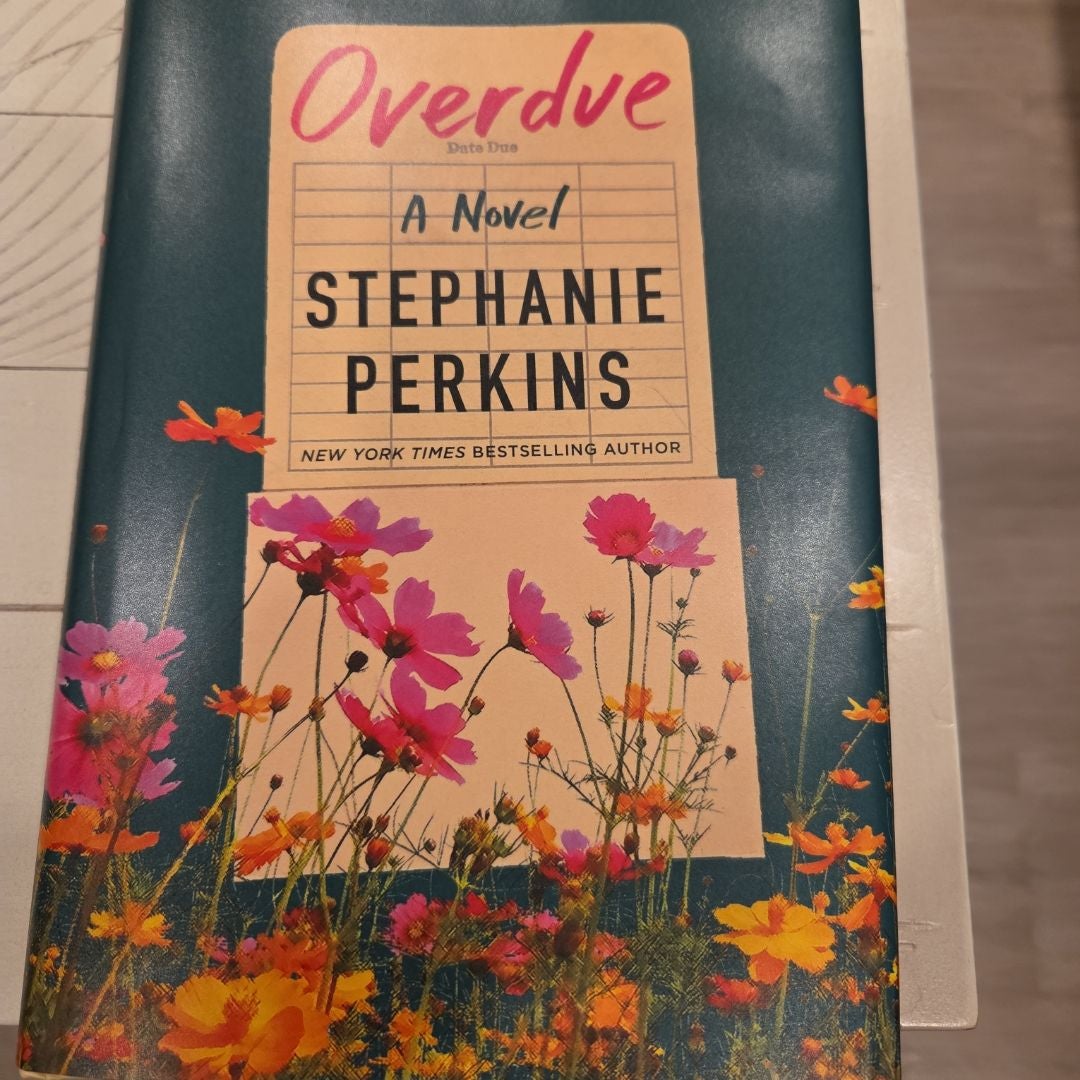 Overdue
Date Due
A Novel
STEPHANIE
PERKINS
NEW YORK TIMES BESTSELLING AUTHOR